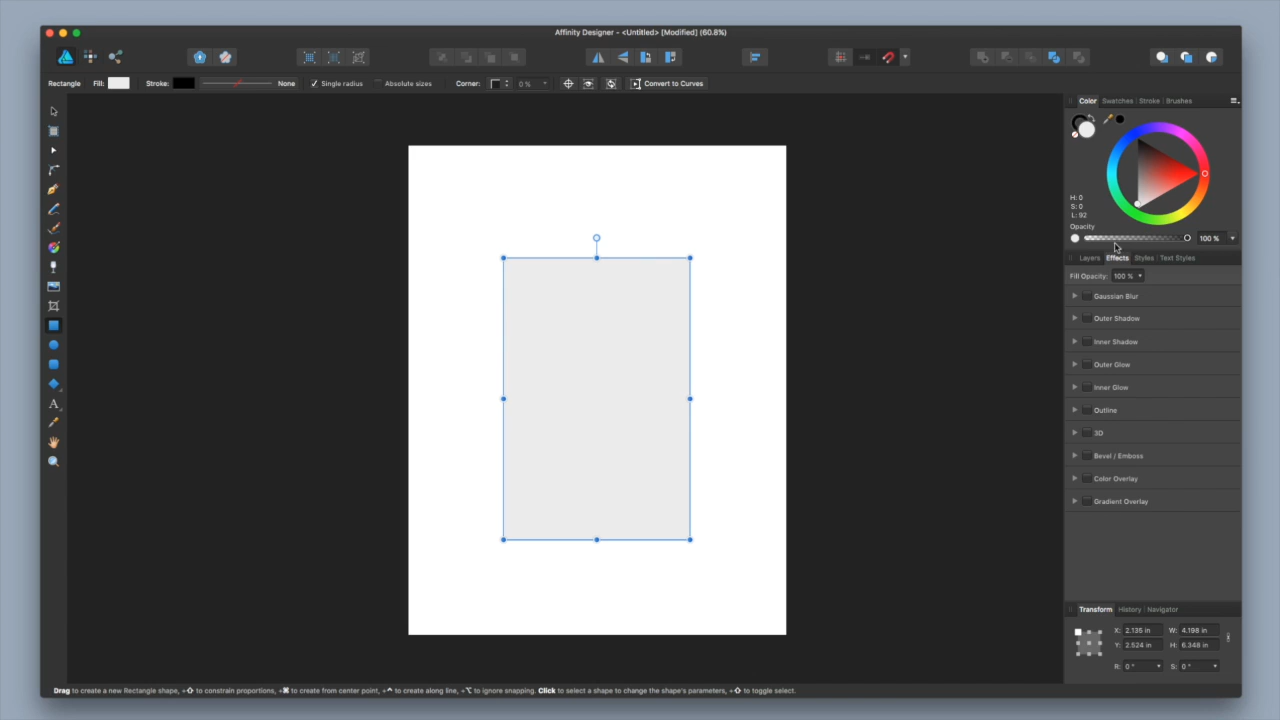 Affinity Designer - <Untitled> [Modified] (60.8%)
Rectangle Fill: Stroke: None Single radius Absolute sizes Corner: 0 % Convert to Curves
Color Swatches Stroke Brushes
H: 0
S: 0
L: 92
Opacity
100 %
Layers Effects Styles Text Styles
Fill Opacity: 100 %
Gaussian Blur
Outer Shadow
Inner Shadow
Outer Glow
Inner Glow
Outline
3D
Bevel / Emboss
Color Overlay
Gradient Overlay
A
Transform History Navigator
X: 2.135 in W: 4.198 in
Y: 2.524 in H: 6.348 in
R: 0 ° S: 0 °
Drag to create a new Rectangle shape, +⇧ to constrain proportions, +⌘ to create from center point, +^ to create along line, +⌥ to ignore snapping. Click to select a shape to change the shape's parameters, +⇧ to toggle select.